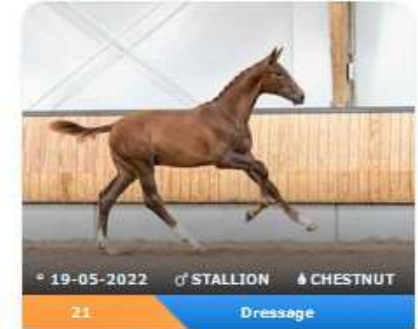 ° 19-05-2022 ♂ STALLION CHESTNUT
21 Dressage